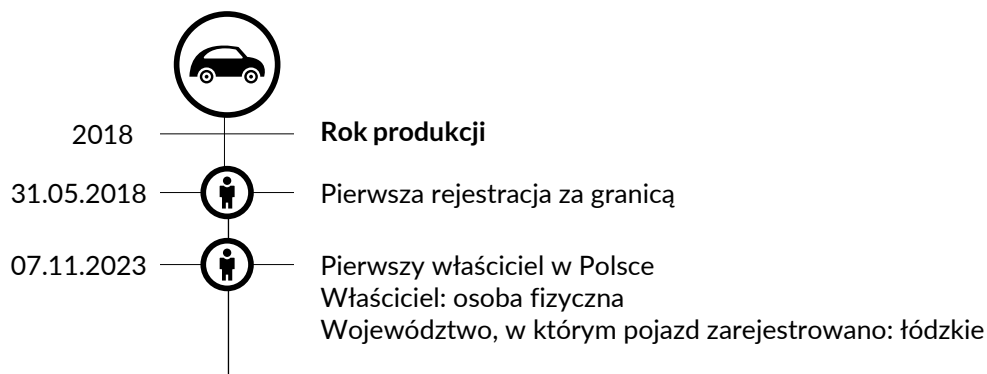 2018 Rok produkcji
31.05.2018 Pierwsza rejestracja za granicą
07.11.2023 Pierwszy właściciel w Polsce
Właściciel: osoba fizyczna
Województwo, w którym pojazd zarejestrowano: łódzkie